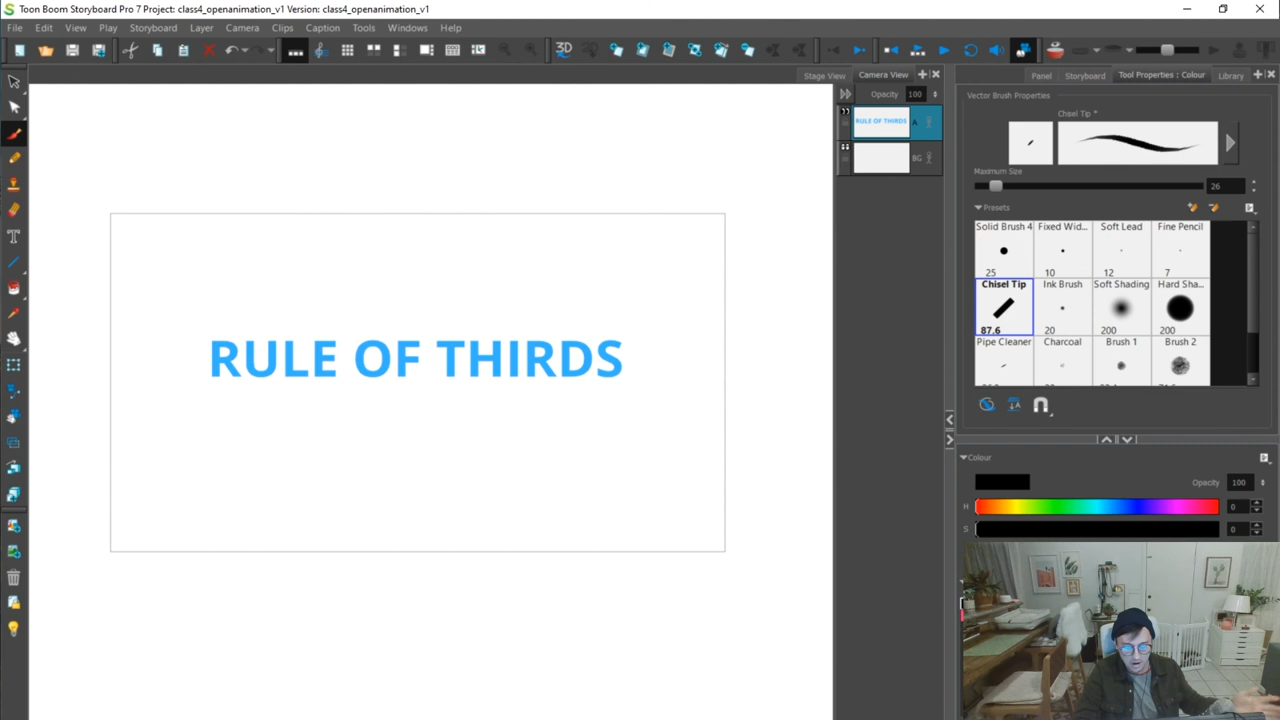 Toon Boom Storyboard Pro 7 Project: class4_openanimation_v1 Version: class4_openanimation_v1
File Edit View Play Storyboard Layer Camera Clips Caption Tools Windows Help
3D
Stage View Camera View Panel Storyboard Tool Properties : Colour Library
Opacity 100
Vector Brush Properties
Chisel Tip *
RULE OF THIRDS A
BG
Maximum Size
26
Presets
Solid Brush 4 Fixed Wid... Soft Lead Fine Pencil
25 10 12 7
Chisel Tip Ink Brush Soft Shading Hard Sha...
87.6 20 200 200
Pipe Cleaner Charcoal Brush 1 Brush 2
RULE OF THIRDS
Colour
Opacity 100
H 0
S 0